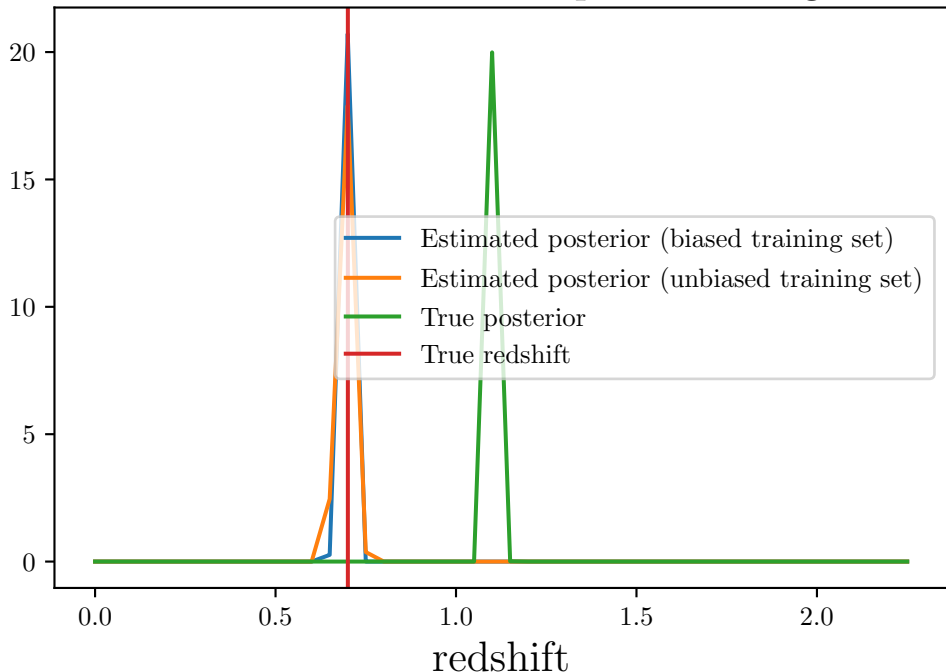 20
15
10
5
0
Estimated posterior (biased training set)
Estimated posterior (unbiased training set)
True posterior
True redshift
0.0 0.5 1.0 1.5 2.0
redshift